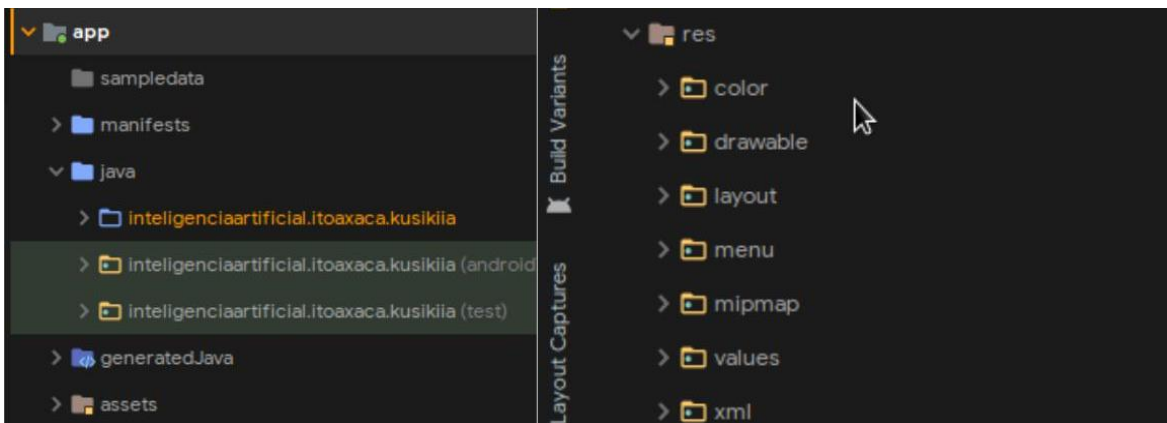 app
sampledata
manifests
java
inteligenciaartificial.itoaxaca.kusikiia
inteligenciaartificial.itoaxaca.kusikiia (android
inteligenciaartificial.itoaxaca.kusikiia (test)
generatedJava
assets
Build Variants
Layout Captures
res
color
drawable
layout
menu
mipmap
values
xml